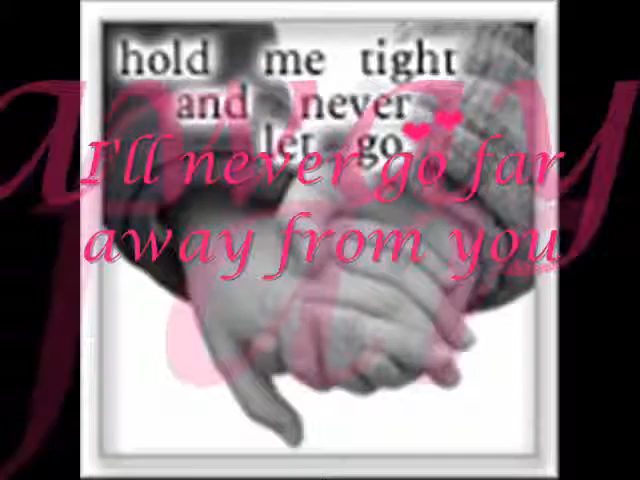 hold me tight
and never
let go
I'll never go far
away from you